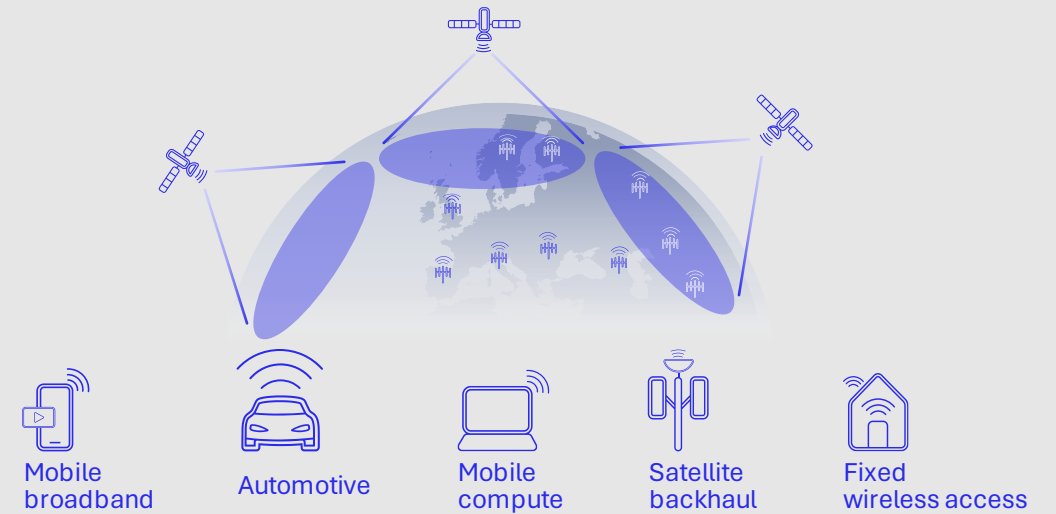 Mobile
broadband
Automotive
Mobile
compute
Satellite
backhaul
Fixed
wireless access